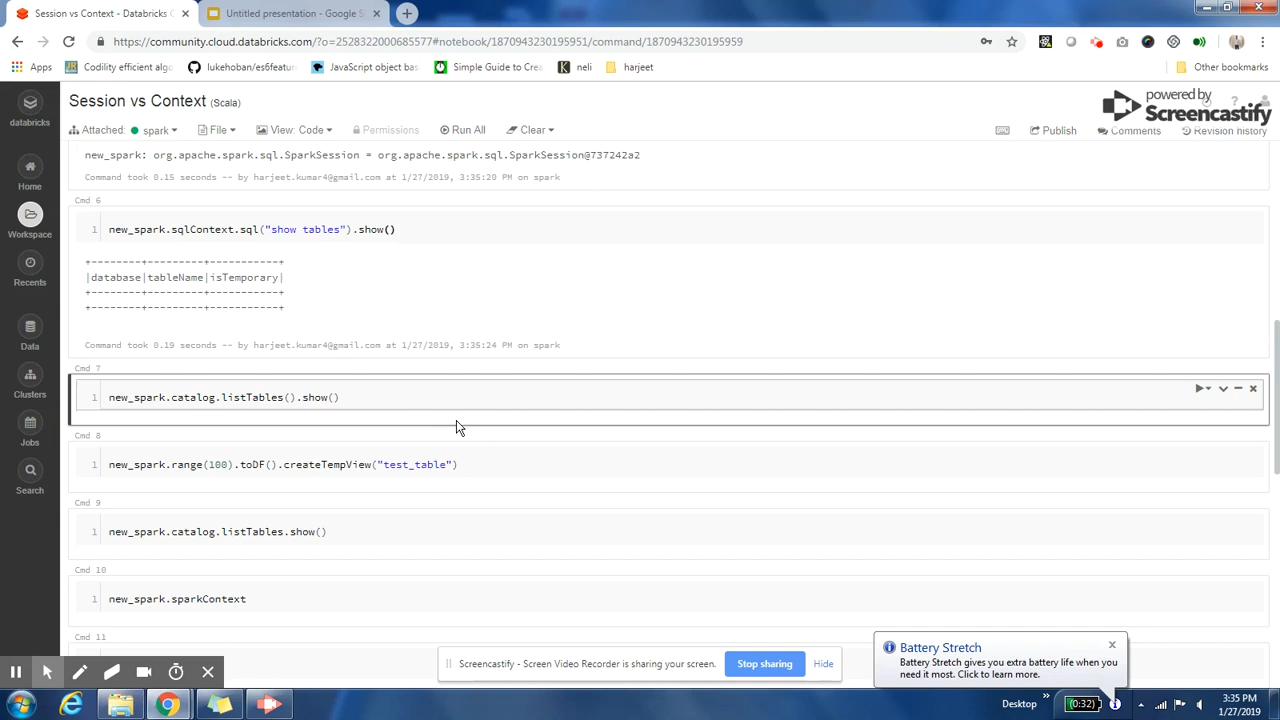 Session vs Context - Databricks C
Untitled presentation - Google S
https://community.cloud.databricks.com/?o=2528322000685577#notebook/1870943230195951/command/1870943230195959
Apps
Codility efficient algo
lukehoban/es6featur
JavaScript object bas
Simple Guide to Crea
neli
harjeet
Other bookmarks
Session vs Context (Scala)
powered by
Screencastify
databricks
Attached: spark
File
View: Code
Permissions
Run All
Clear
Publish
Comments
Revision history
new_spark: org.apache.spark.sql.SparkSession = org.apache.spark.sql.SparkSession@737242a2
Command took 0.15 seconds -- by harjeet.kumar4@gmail.com at 1/27/2019, 3:35:20 PM on spark
Home
Workspace
Recents
Data
Clusters
Jobs
Search
Cmd 6
1 new_spark.sqlContext.sql("show tables").show()
+--------+---------+-----------+
|database|tableName|isTemporary|
+--------+---------+-----------+
+--------+---------+-----------+
Command took 0.19 seconds -- by harjeet.kumar4@gmail.com at 1/27/2019, 3:35:24 PM on spark
Cmd 7
1 new_spark.catalog.listTables().show()
Cmd 8
1 new_spark.range(100).toDF().createTempView("test_table")
Cmd 9
1 new_spark.catalog.listTables.show()
Cmd 10
1 new_spark.sparkContext
Cmd 11
Battery Stretch
Battery Stretch gives you extra battery life when you
need it most. Click to learn more.
Screencastify - Screen Video Recorder is sharing your screen.
Stop sharing
Hide
Desktop
(0:32)
3:35 PM
1/27/2019